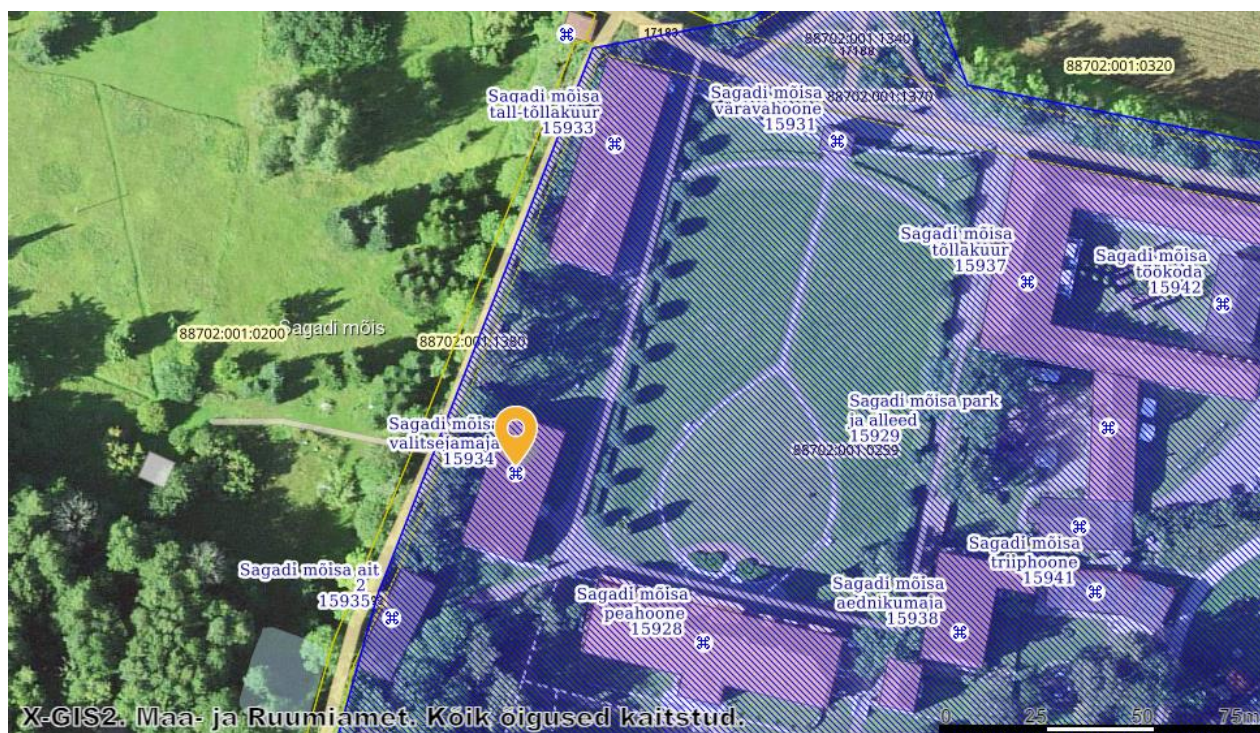 17182
88702:001:1340
17188
88702:001:0320
Sagadi mõisa
tall-tõllakuur
15933
Sagadi mõisa
väravahoone
15931
88702:001:1370
Sagadi mõisa
tõllakuur
15937
Sagadi mõisa
töökoda
15942
88702:001:0200
Sagadi mõis
88702:001:1380
Sagadi mõisa
valitsejamaja
15934
Sagadi mõisa park
ja alleed
15929
88702:001:0259
Sagadi mõisa ait
2
15935
Sagadi mõisa
triiphoone
15941
Sagadi mõisa
peahoone
15928
Sagadi mõisa
aednikumaja
15938
X-GIS2. Maa- ja Ruumiamet. Kõik õigused kaitstud.
0 25 50 75m